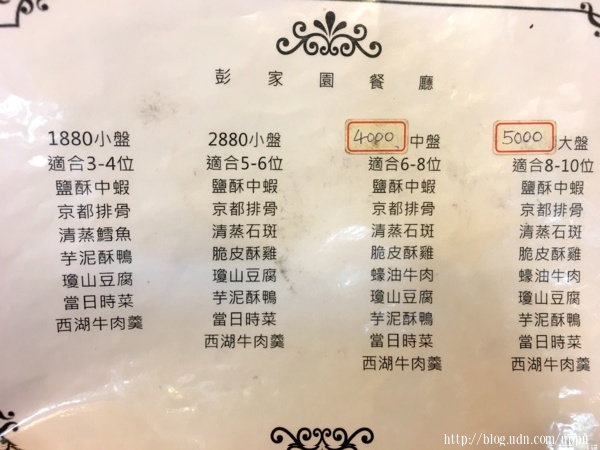 彭家園餐廳
1880小盤
適合3-4位
鹽酥中蝦
京都排骨
清蒸鱈魚
芋泥酥鴨
瓊山豆腐
當日時菜
西湖牛肉羹
2880小盤
適合5-6位
鹽酥中蝦
京都排骨
清蒸石斑
脆皮酥雞
瓊山豆腐
芋泥酥鴨
當日時菜
西湖牛肉羹
4000 中盤
適合6-8位
鹽酥中蝦
京都排骨
清蒸石斑
脆皮酥雞
蠔油牛肉
瓊山豆腐
芋泥酥鴨
當日時菜
西湖牛肉羹
5000 大盤
適合8-10位
鹽酥中蝦
京都排骨
清蒸石斑
脆皮酥雞
蠔油牛肉
瓊山豆腐
芋泥酥鴨
當日時菜
西湖牛肉羹